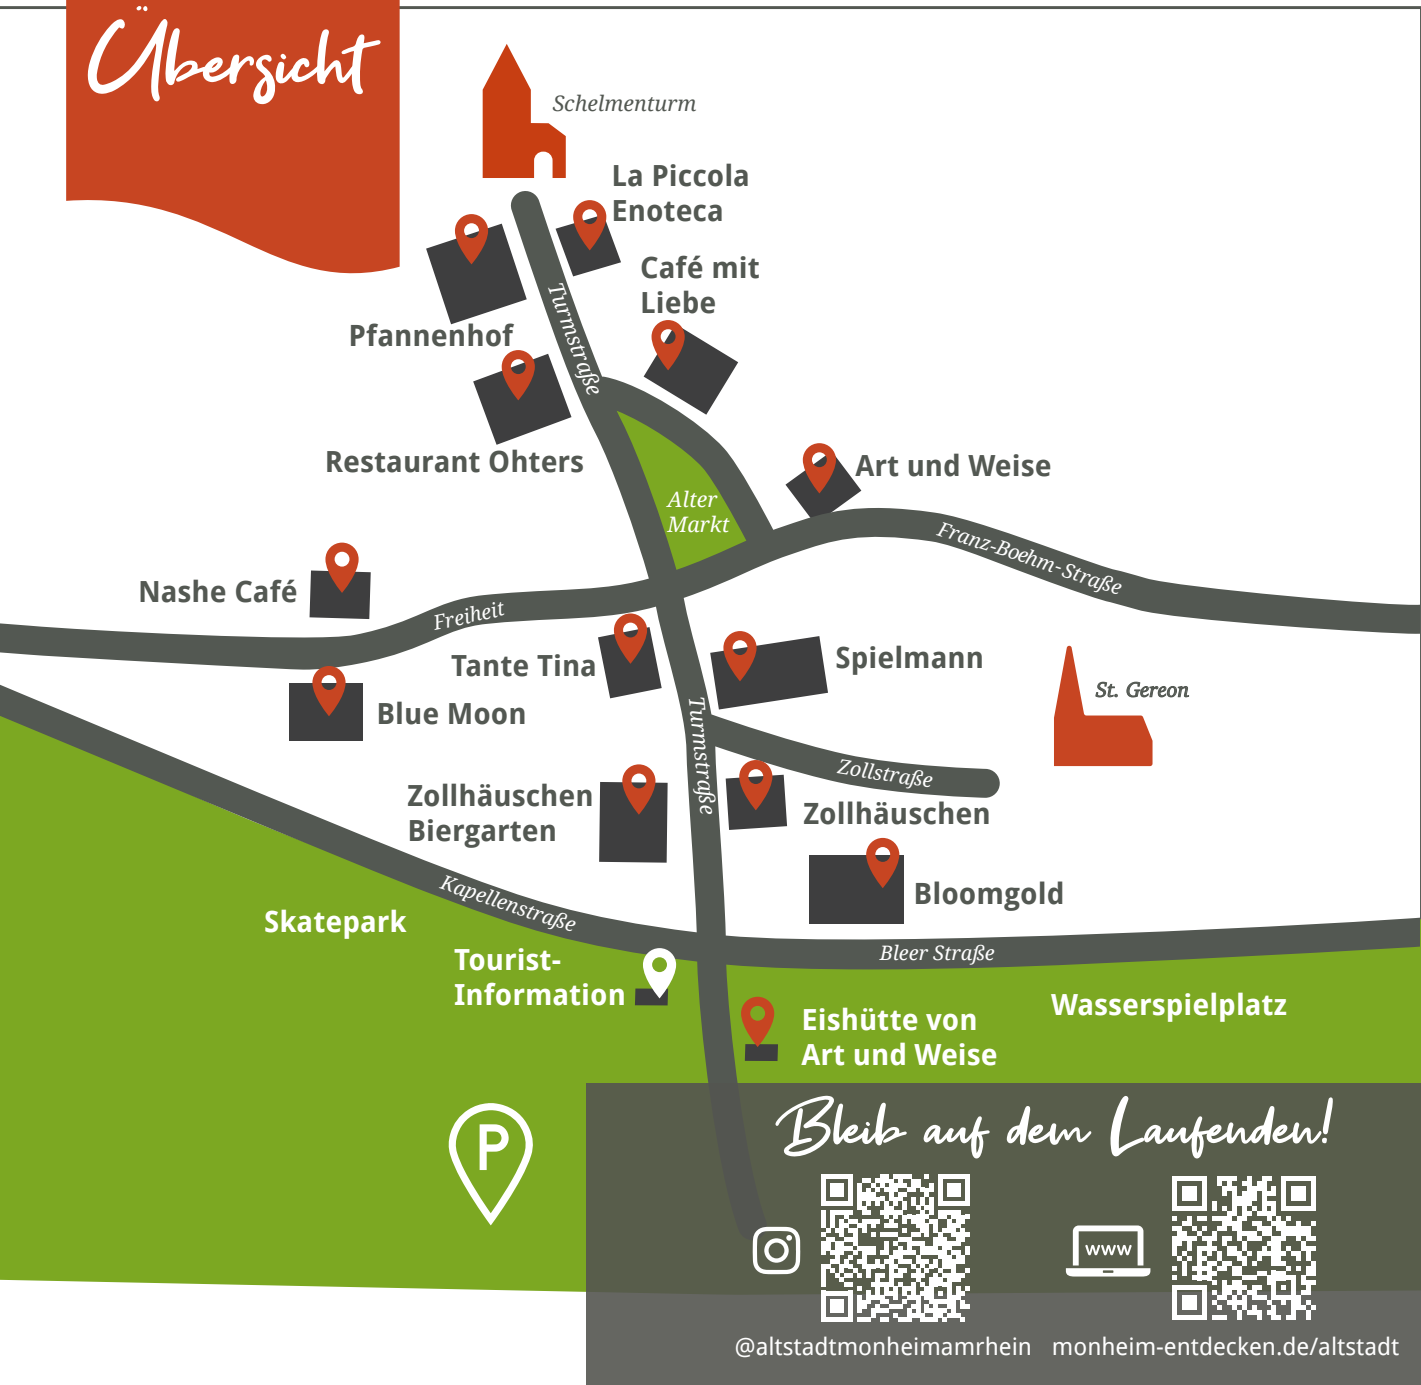 Übersicht
Schelmenturm
La Piccola
Enoteca
Café mit
Liebe
Turmstraße
Pfannenhof
Restaurant Ohters
Art und Weise
Alter
Markt
Franz-Boehm-Straße
Nashe Café
Freiheit
Tante Tina
Spielmann
St. Gereon
Blue Moon
Turmstraße
Zollstraße
Zollhäuschen
Biergarten
Zollhäuschen
Kapellenstraße
Bloomgold
Skatepark
Bleer Straße
Tourist-
Information
Wasserspielplatz
Eishütte von
Art und Weise
P
Bleib auf dem Laufenden!
www
@altstadtmonheimamrhein
monheim-entdecken.de/altstadt